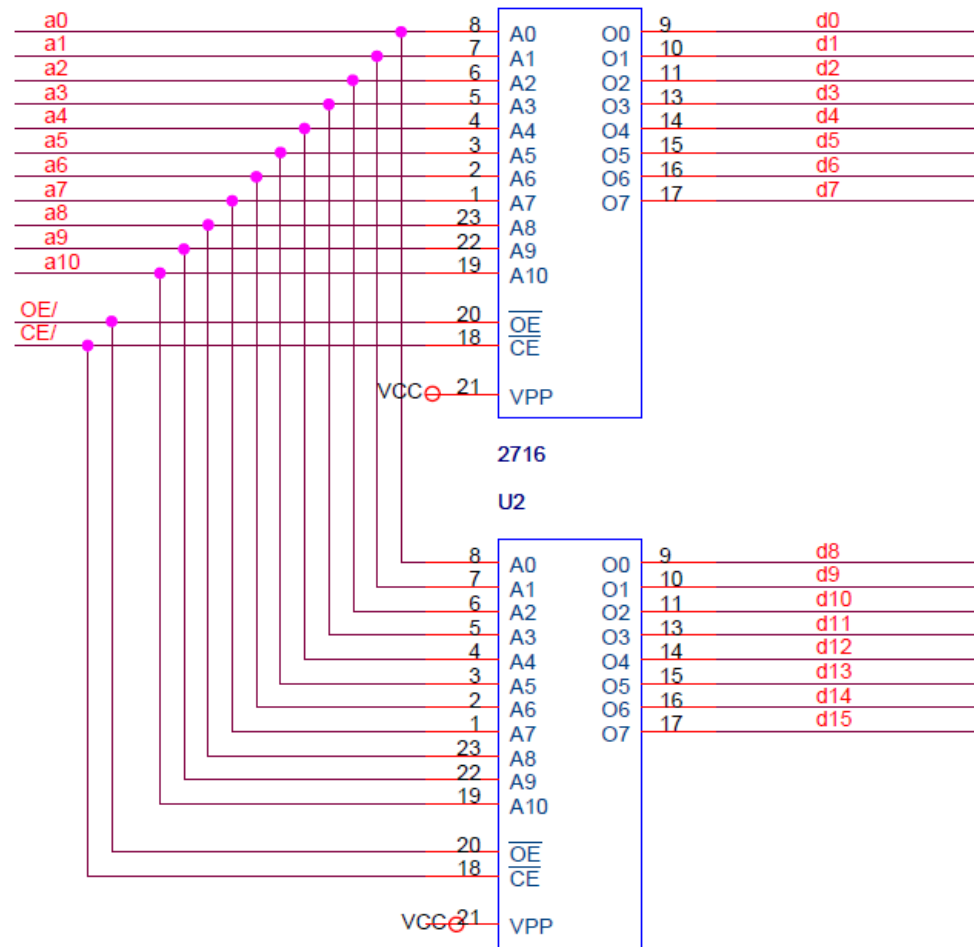 a0 8 A0 O0 9 d0
a1 7 A1 O1 10 d1
a2 6 A2 O2 11 d2
a3 5 A3 O3 13 d3
a4 4 A4 O4 14 d4
a5 3 A5 O5 15 d5
a6 2 A6 O6 16 d6
a7 1 A7 O7 17 d7
a8 23 A8
a9 22 A9
a10 19 A10
OE/ 20 OE
CE/ 18 CE
VCC 21 VPP
2716
U2
8 A0 O0 9 d8
7 A1 O1 10 d9
6 A2 O2 11 d10
5 A3 O3 13 d11
4 A4 O4 14 d12
3 A5 O5 15 d13
2 A6 O6 16 d14
1 A7 O7 17 d15
23 A8
22 A9
19 A10
20 OE
18 CE
VCC 21 VPP